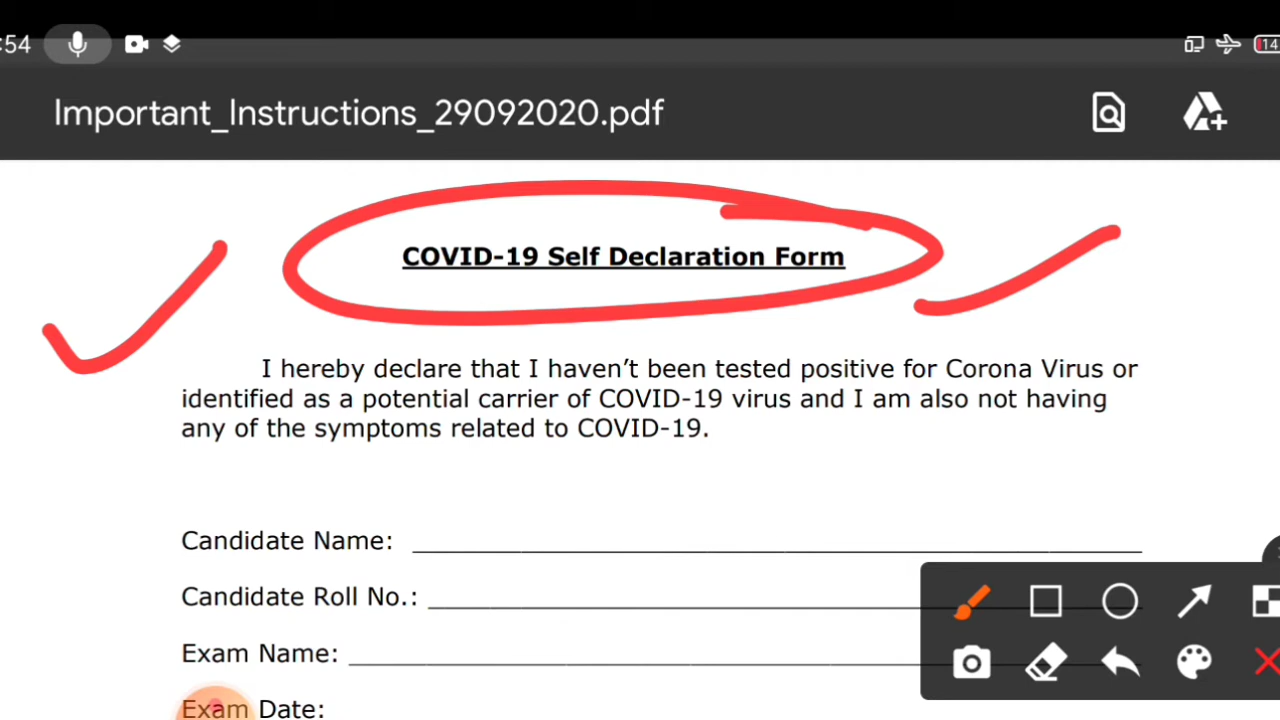 :54
14
Important_Instructions_29092020.pdf
COVID-19 Self Declaration Form
I hereby declare that I haven’t been tested positive for Corona Virus or
identified as a potential carrier of COVID-19 virus and I am also not having
any of the symptoms related to COVID-19.
Candidate Name:
Candidate Roll No.:
Exam Name:
Exam Date: